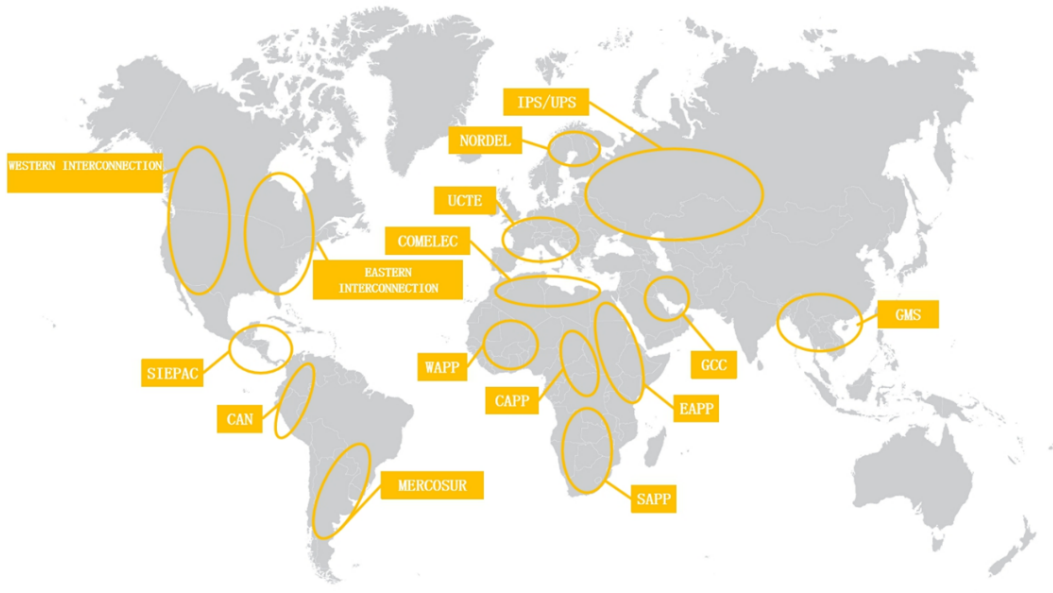 IPS/UPS
NORDEL
WESTERN INTERCONNECTION
UCTE
COMELEC
EASTERN
INTERCONNECTION
GMS
SIEPAC
WAPP
GCC
CAPP
EAPP
CAN
MERCOSUR
SAPP